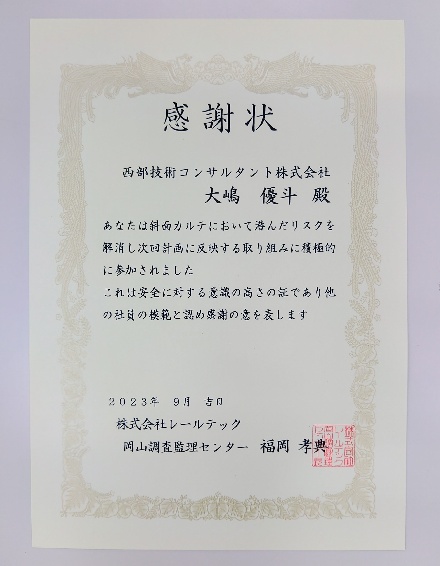 感謝状
西部技術コンサルタント株式会社
大嶋 優斗 殿
あなたは斜面カルテにおいて潜んだリスクを
解消し次回計画に反映する取り組みに積極的
に参加されました
これは安全に対する意識の高さの証であり他
の社員の模範と認め感謝の意を表します
2023年 9月 吉日
株式会社レールテック
岡山調査監理センター 福岡 孝典